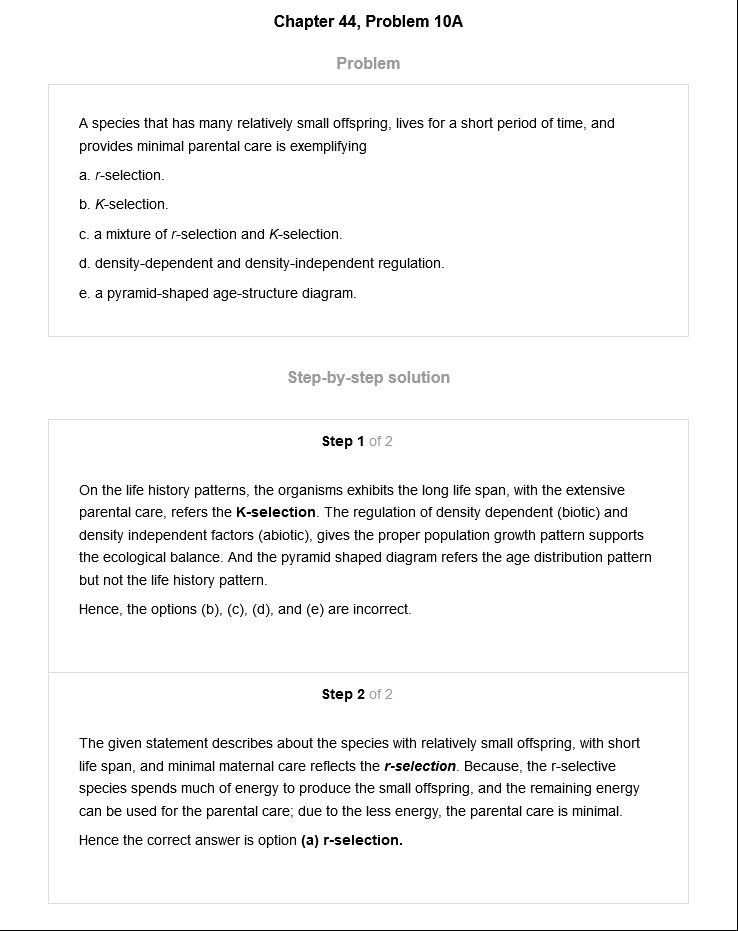 Chapter 44, Problem 10A
Problem
A species that has many relatively small offspring, lives for a short period of time, and
provides minimal parental care is exemplifying
a. r-selection.
b. K-selection.
c. a mixture of r-selection and K-selection.
d. density-dependent and density-independent regulation.
e. a pyramid-shaped age-structure diagram.
Step-by-step solution
Step 1 of 2
On the life history patterns, the organisms exhibits the long life span, with the extensive
parental care, refers the K-selection. The regulation of density dependent (biotic) and
density independent factors (abiotic), gives the proper population growth pattern supports
the ecological balance. And the pyramid shaped diagram refers the age distribution pattern
but not the life history pattern.
Hence, the options (b), (c), (d), and (e) are incorrect.
Step 2 of 2
The given statement describes about the species with relatively small offspring, with short
life span, and minimal maternal care reflects the r-selection. Because, the r-selective
species spends much of energy to produce the small offspring, and the remaining energy
can be used for the parental care; due to the less energy, the parental care is minimal.
Hence the correct answer is option (a) r-selection.